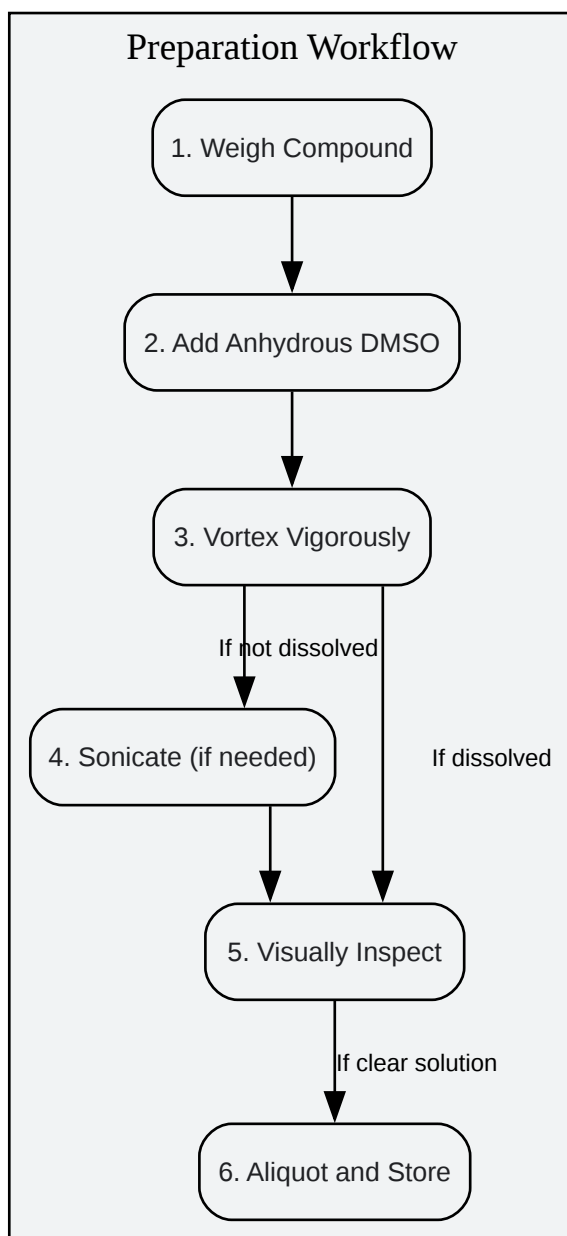 Preparation Workflow
1. Weigh Compound
2. Add Anhydrous DMSO
3. Vortex Vigorously
If not dissolved
4. Sonicate (if needed)
If dissolved
5. Visually Inspect
If clear solution
6. Aliquot and Store